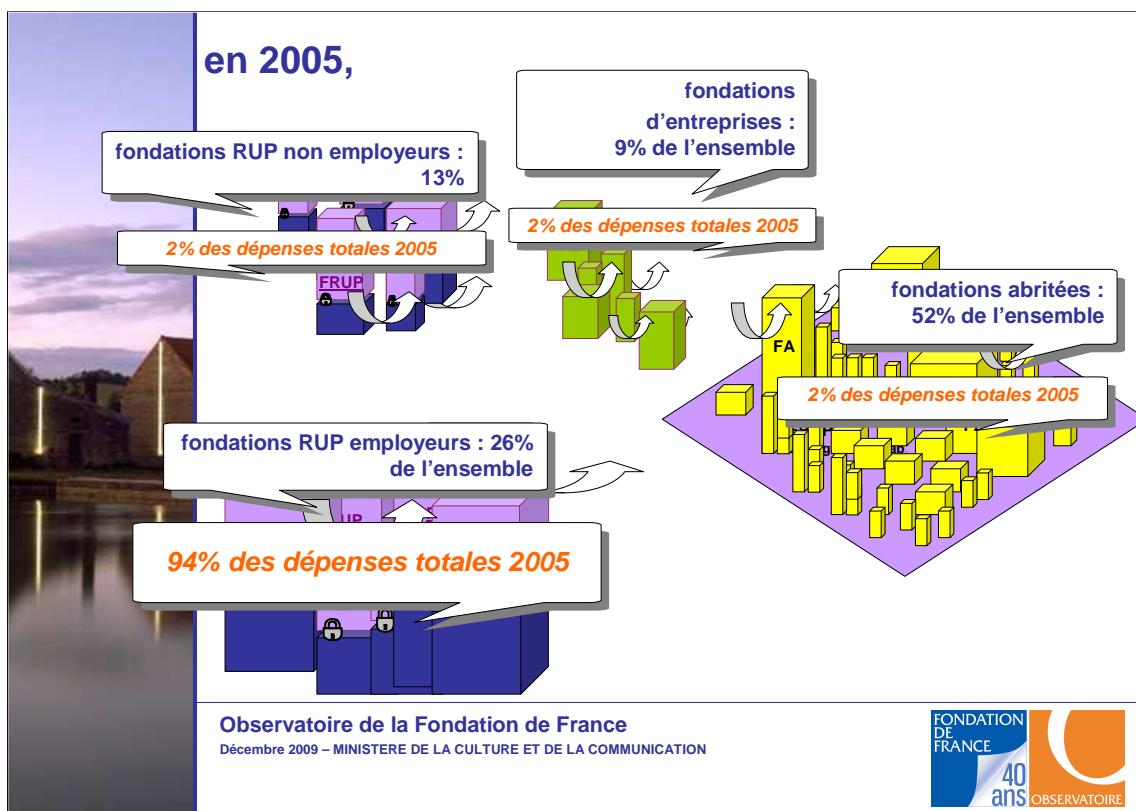 en 2005,
fondations
d’entreprises :
9% de l’ensemble
fondations RUP non employeurs :
13%
2% des dépenses totales 2005
2% des dépenses totales 2005
FRUP
fondations abritées :
52% de l’ensemble
FA
2% des dépenses totales 2005
fondations RUP employeurs : 26%
de l’ensemble
94% des dépenses totales 2005
Observatoire de la Fondation de France
Décembre 2009 – MINISTERE DE LA CULTURE ET DE LA COMMUNICATION
FONDATION
DE
FRANCE
40
ans
OBSERVATOIRE